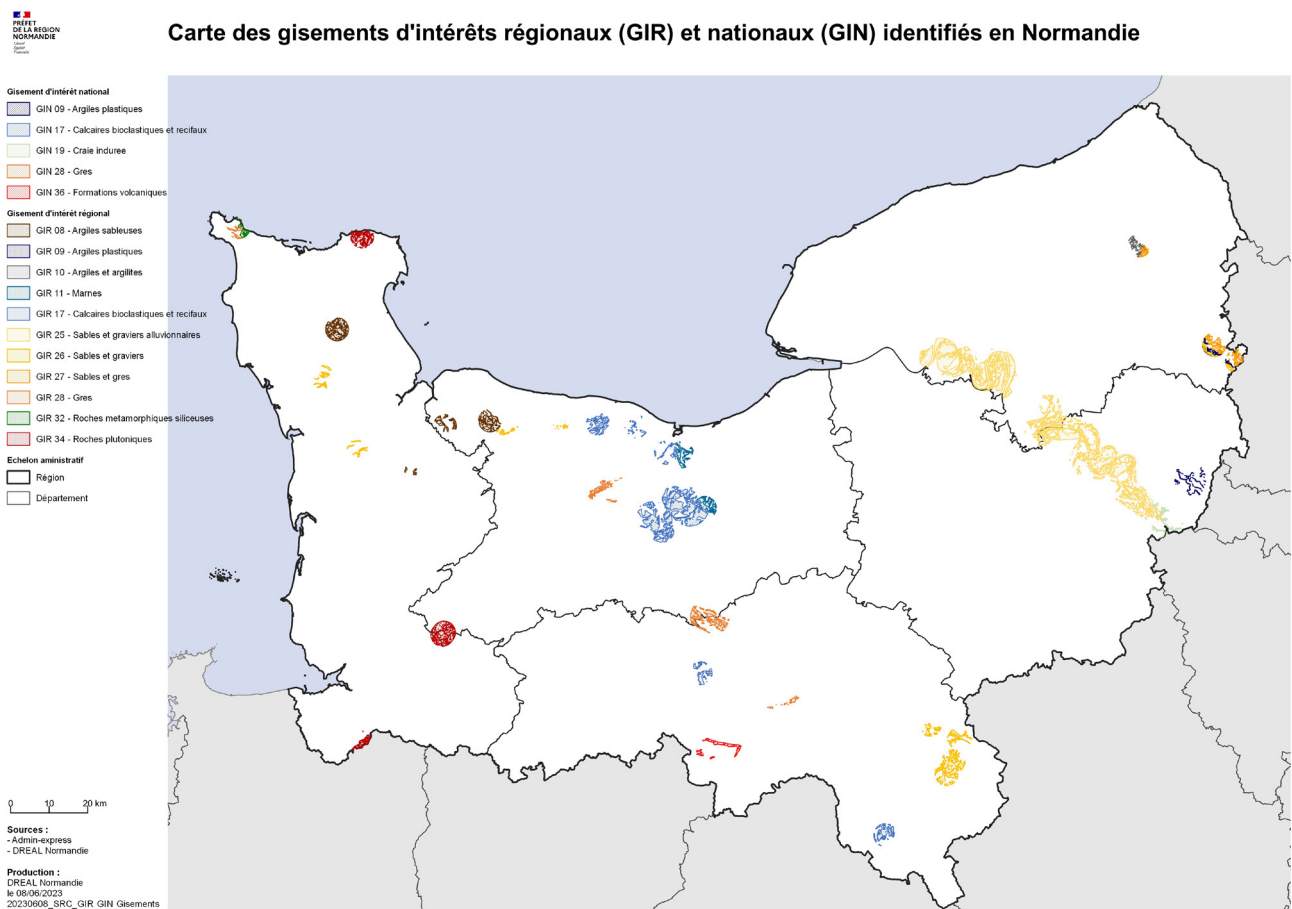 PRÉFET
DE LA RÉGION
NORMANDIE
Liberté
Égalité
Fraternité
Carte des gisements d'intérêts régionaux (GIR) et nationaux (GIN) identifiés en Normandie
Gisement d'intérêt national
GIN 09 - Argiles plastiques
GIN 17 - Calcaires bioclastiques et recifaux
GIN 19 - Craie induree
GIN 28 - Gres
GIN 36 - Formations volcaniques
Gisement d'intérêt régional
GIR 08 - Argiles sableuses
GIR 09 - Argiles plastiques
GIR 10 - Argiles et argilites
GIR 11 - Marnes
GIR 17 - Calcaires bioclastiques et recifaux
GIR 25 - Sables et graviers alluvionnaires
GIR 26 - Sables et graviers
GIR 27 - Sables et gres
GIR 28 - Gres
GIR 32 - Roches metamorphiques siliceuses
GIR 34 - Roches plutoniques
Echelon aministratif
Région
Département
0 10 20 km
Sources :
- Admin-express
- DREAL Normandie
Production :
DREAL Normandie
le 08/06/2023
20230608_SRC_GIR GIN Gisements